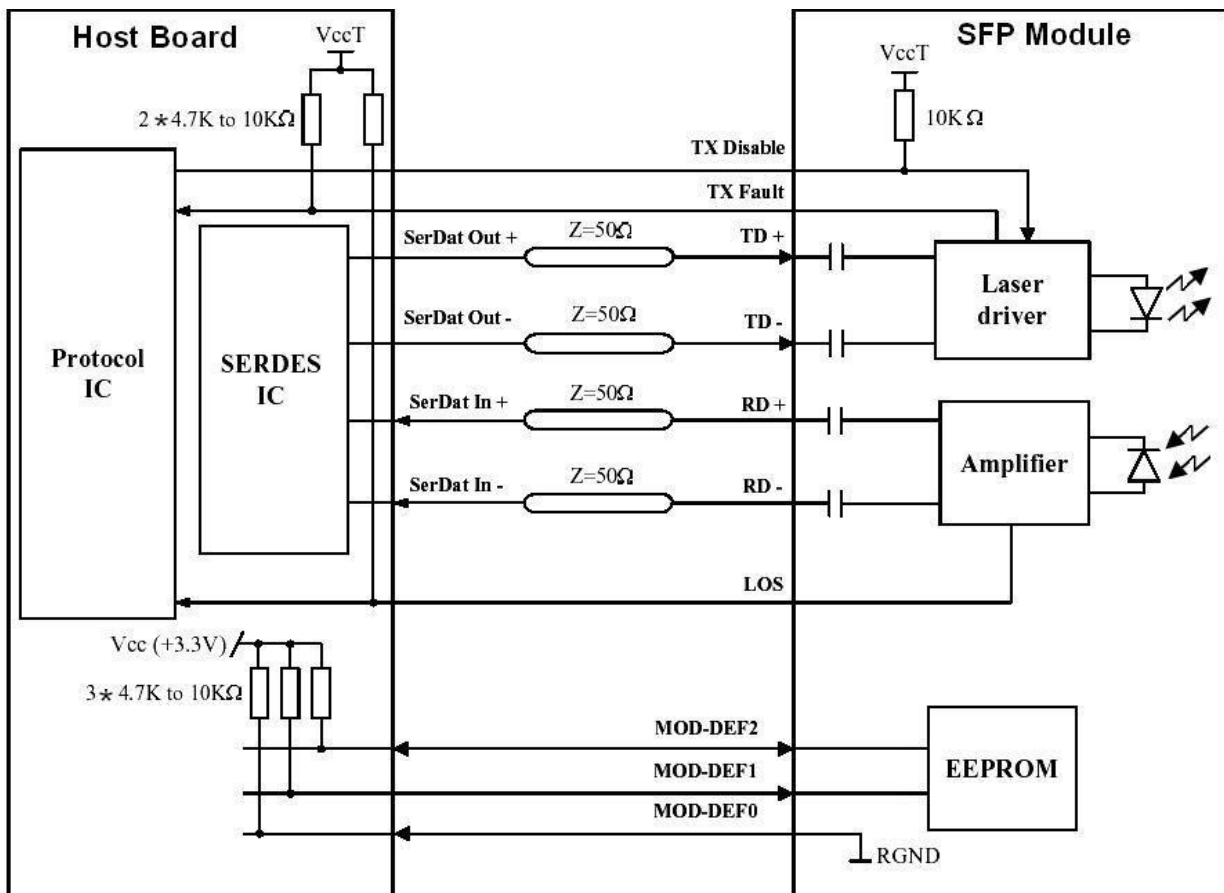 Host Board
SFP Module
VccT
VccT
2 * 4.7K to 10KΩ
10K Ω
TX Disable
TX Fault
SerDat Out +
Z=50Ω
TD +
SerDat Out -
Z=50Ω
TD -
SerDat In +
Z=50Ω
RD +
SerDat In -
Z=50Ω
RD -
Protocol
IC
SERDES
IC
Laser
driver
Amplifier
LOS
Vcc (+3.3V)
3 * 4.7K to 10KΩ
MOD-DEF2
MOD-DEF1
MOD-DEF0
EEPROM
RGND